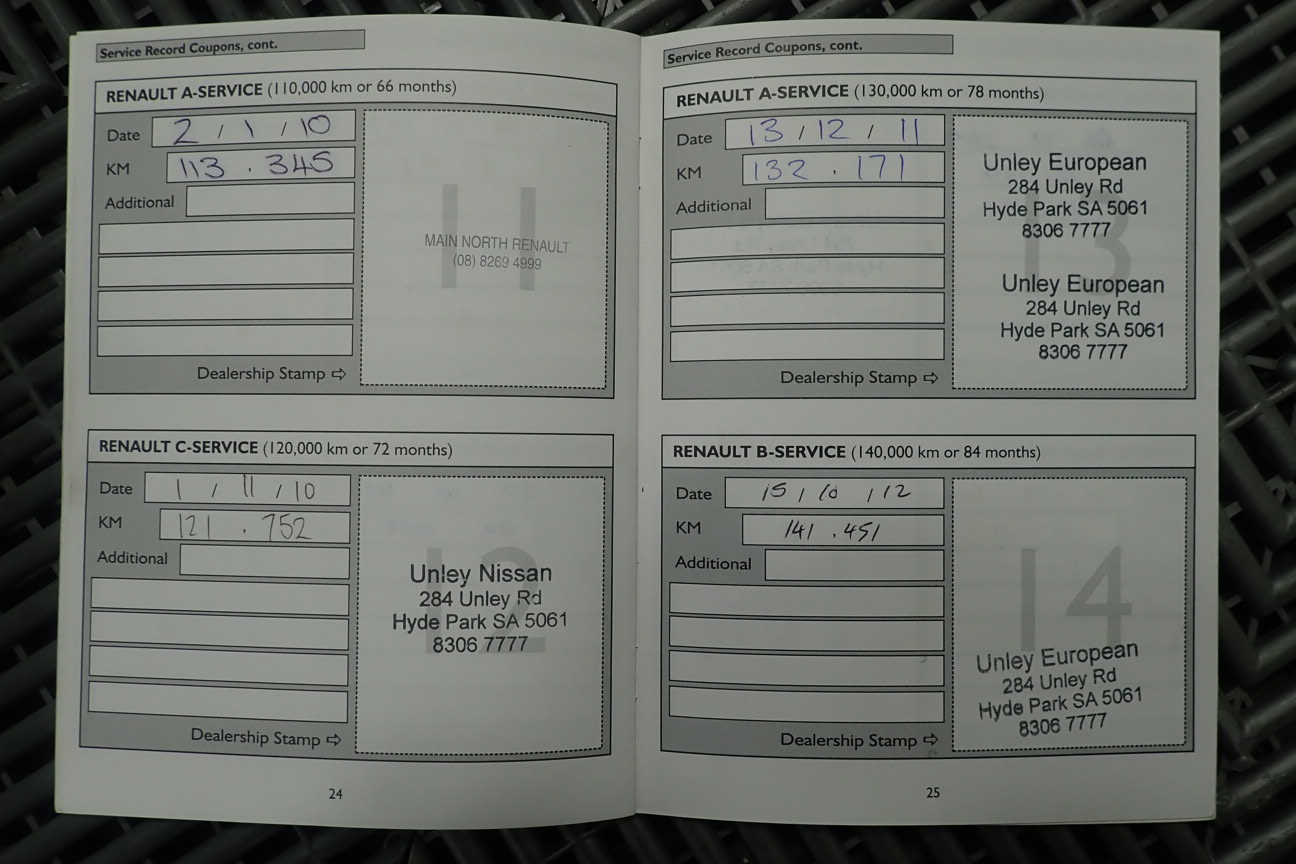 Service Record Coupons, cont.
RENAULT A-SERVICE (110,000 km or 66 months)
Date 2 / 1 / 10
KM 113 . 345
Additional
11
MAIN NORTH RENAULT
(08) 8269 4999
Dealership Stamp ⇨
RENAULT C-SERVICE (120,000 km or 72 months)
Date 1 / 11 / 10
KM 121 . 752
Additional
12
Unley Nissan
284 Unley Rd
Hyde Park SA 5061
8306 7777
Dealership Stamp ⇨
24
Service Record Coupons, cont.
RENAULT A-SERVICE (130,000 km or 78 months)
Date 13 / 12 / 11
KM 132 . 171
Additional
13
Unley European
284 Unley Rd
Hyde Park SA 5061
8306 7777
Unley European
284 Unley Rd
Hyde Park SA 5061
8306 7777
Dealership Stamp ⇨
RENAULT B-SERVICE (140,000 km or 84 months)
Date 15 / 10 / 12
KM 141 . 451
Additional
14
Unley European
284 Unley Rd
Hyde Park SA 5061
8306 7777
Dealership Stamp ⇨
25